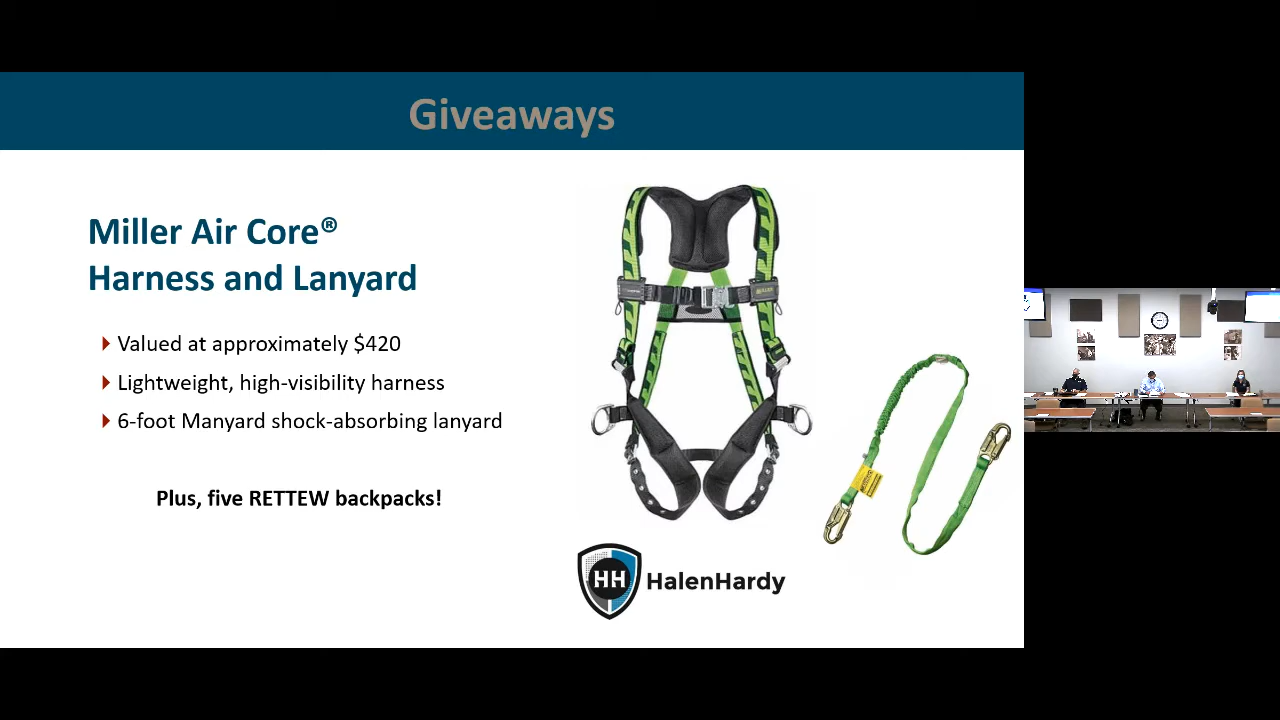 Giveaways
Miller Air Core®
Harness and Lanyard
Valued at approximately $420
Lightweight, high-visibility harness
6-foot Manyard shock-absorbing lanyard
Plus, five RETTEW backpacks!
HH HalenHardy